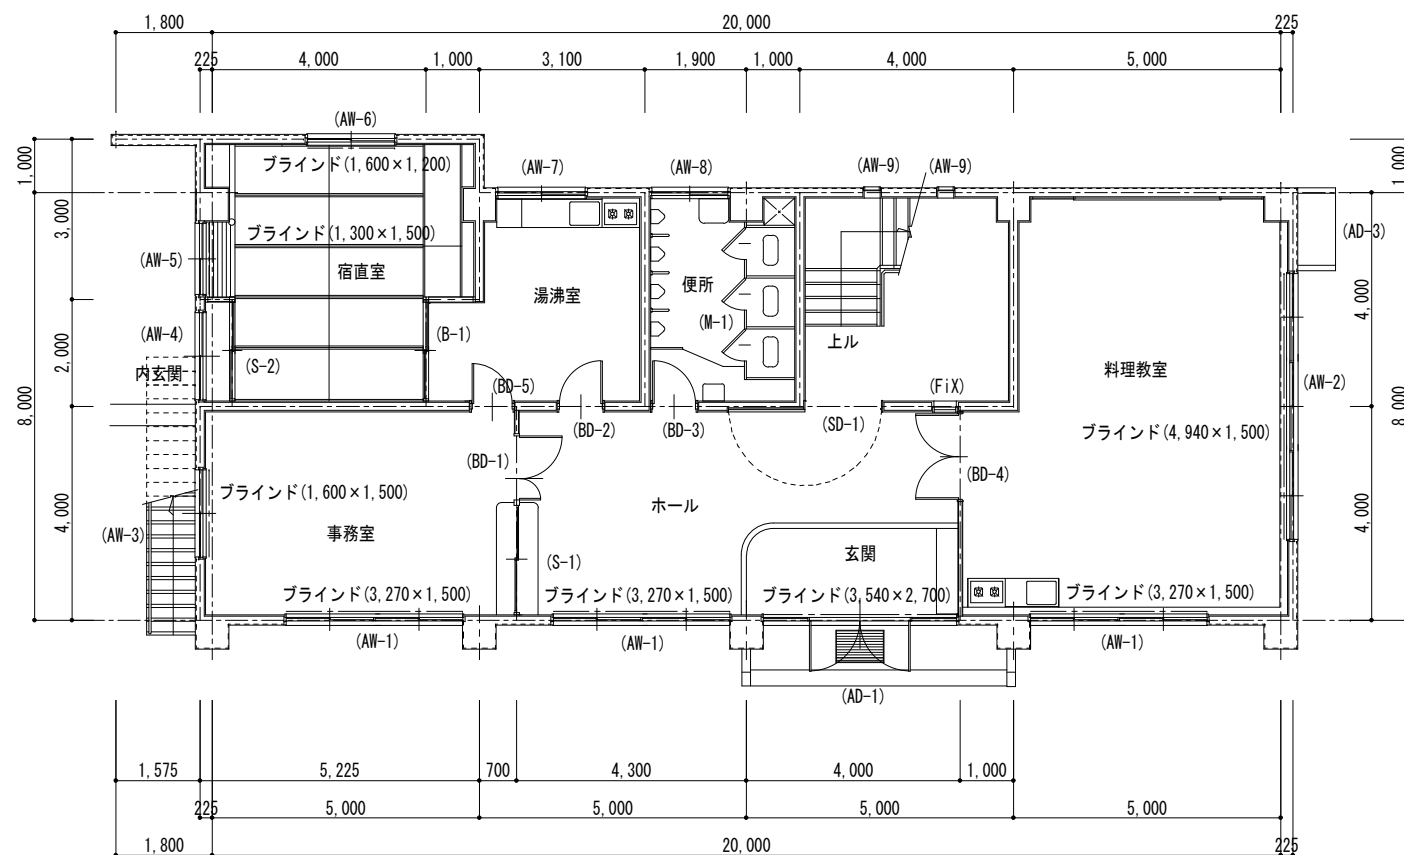 1,800
20,000
225
225
4,000
1,000
3,100
1,900
1,000
4,000
5,000
(AW-6)
ブラインド(1,600×1,200)
(AW-7)
(AW-8)
(AW-9)
(AW-9)
1,000
1,000
3,000
ブラインド(1,300×1,500)
(AD-3)
(AW-5)
宿直室
湯沸室
便所
4,000
(AW-4)
(B-1)
(M-1)
上ル
2,000
内玄関
(S-2)
(BD-5)
(FiX)
料理教室
(AW-2)
8,000
8,000
(BD-2)
(BD-3)
(SD-1)
ブラインド(4,940×1,500)
(BD-1)
(BD-4)
ブラインド(1,600×1,500)
ホール
4,000
4,000
(AW-3)
事務室
(S-1)
玄関
ブラインド(3,270×1,500)
ブラインド(3,270×1,500)
ブラインド(3,540×2,700)
ブラインド(3,270×1,500)
(AW-1)
(AW-1)
(AW-1)
(AD-1)
1,575
5,225
700
4,300
4,000
1,000
225
5,000
5,000
5,000
5,000
1,800
20,000
225